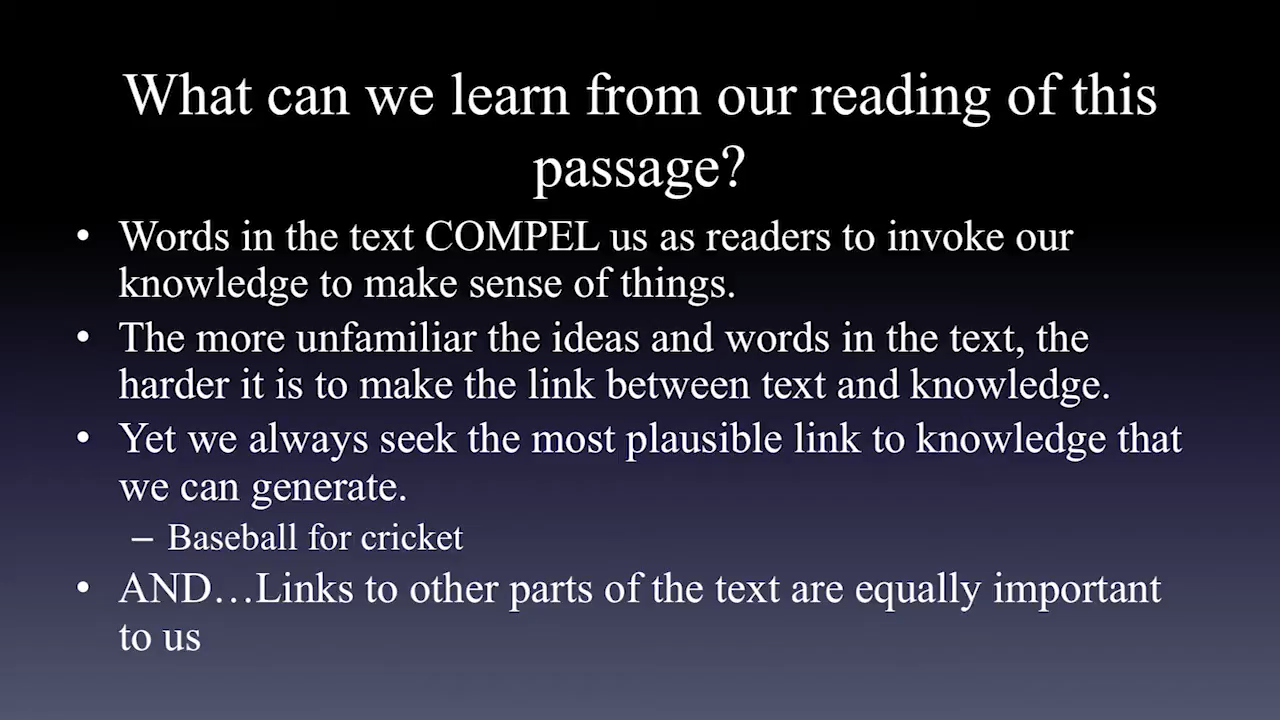 What can we learn from our reading of this
passage?
• Words in the text COMPEL us as readers to invoke our
knowledge to make sense of things.
• The more unfamiliar the ideas and words in the text, the
harder it is to make the link between text and knowledge.
• Yet we always seek the most plausible link to knowledge that
we can generate.
– Baseball for cricket
• AND…Links to other parts of the text are equally important
to us